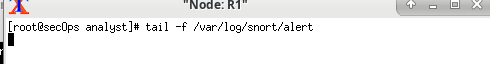 "Node: R1"
[root@secOps analyst]# tail -f /var/log/snort/alert